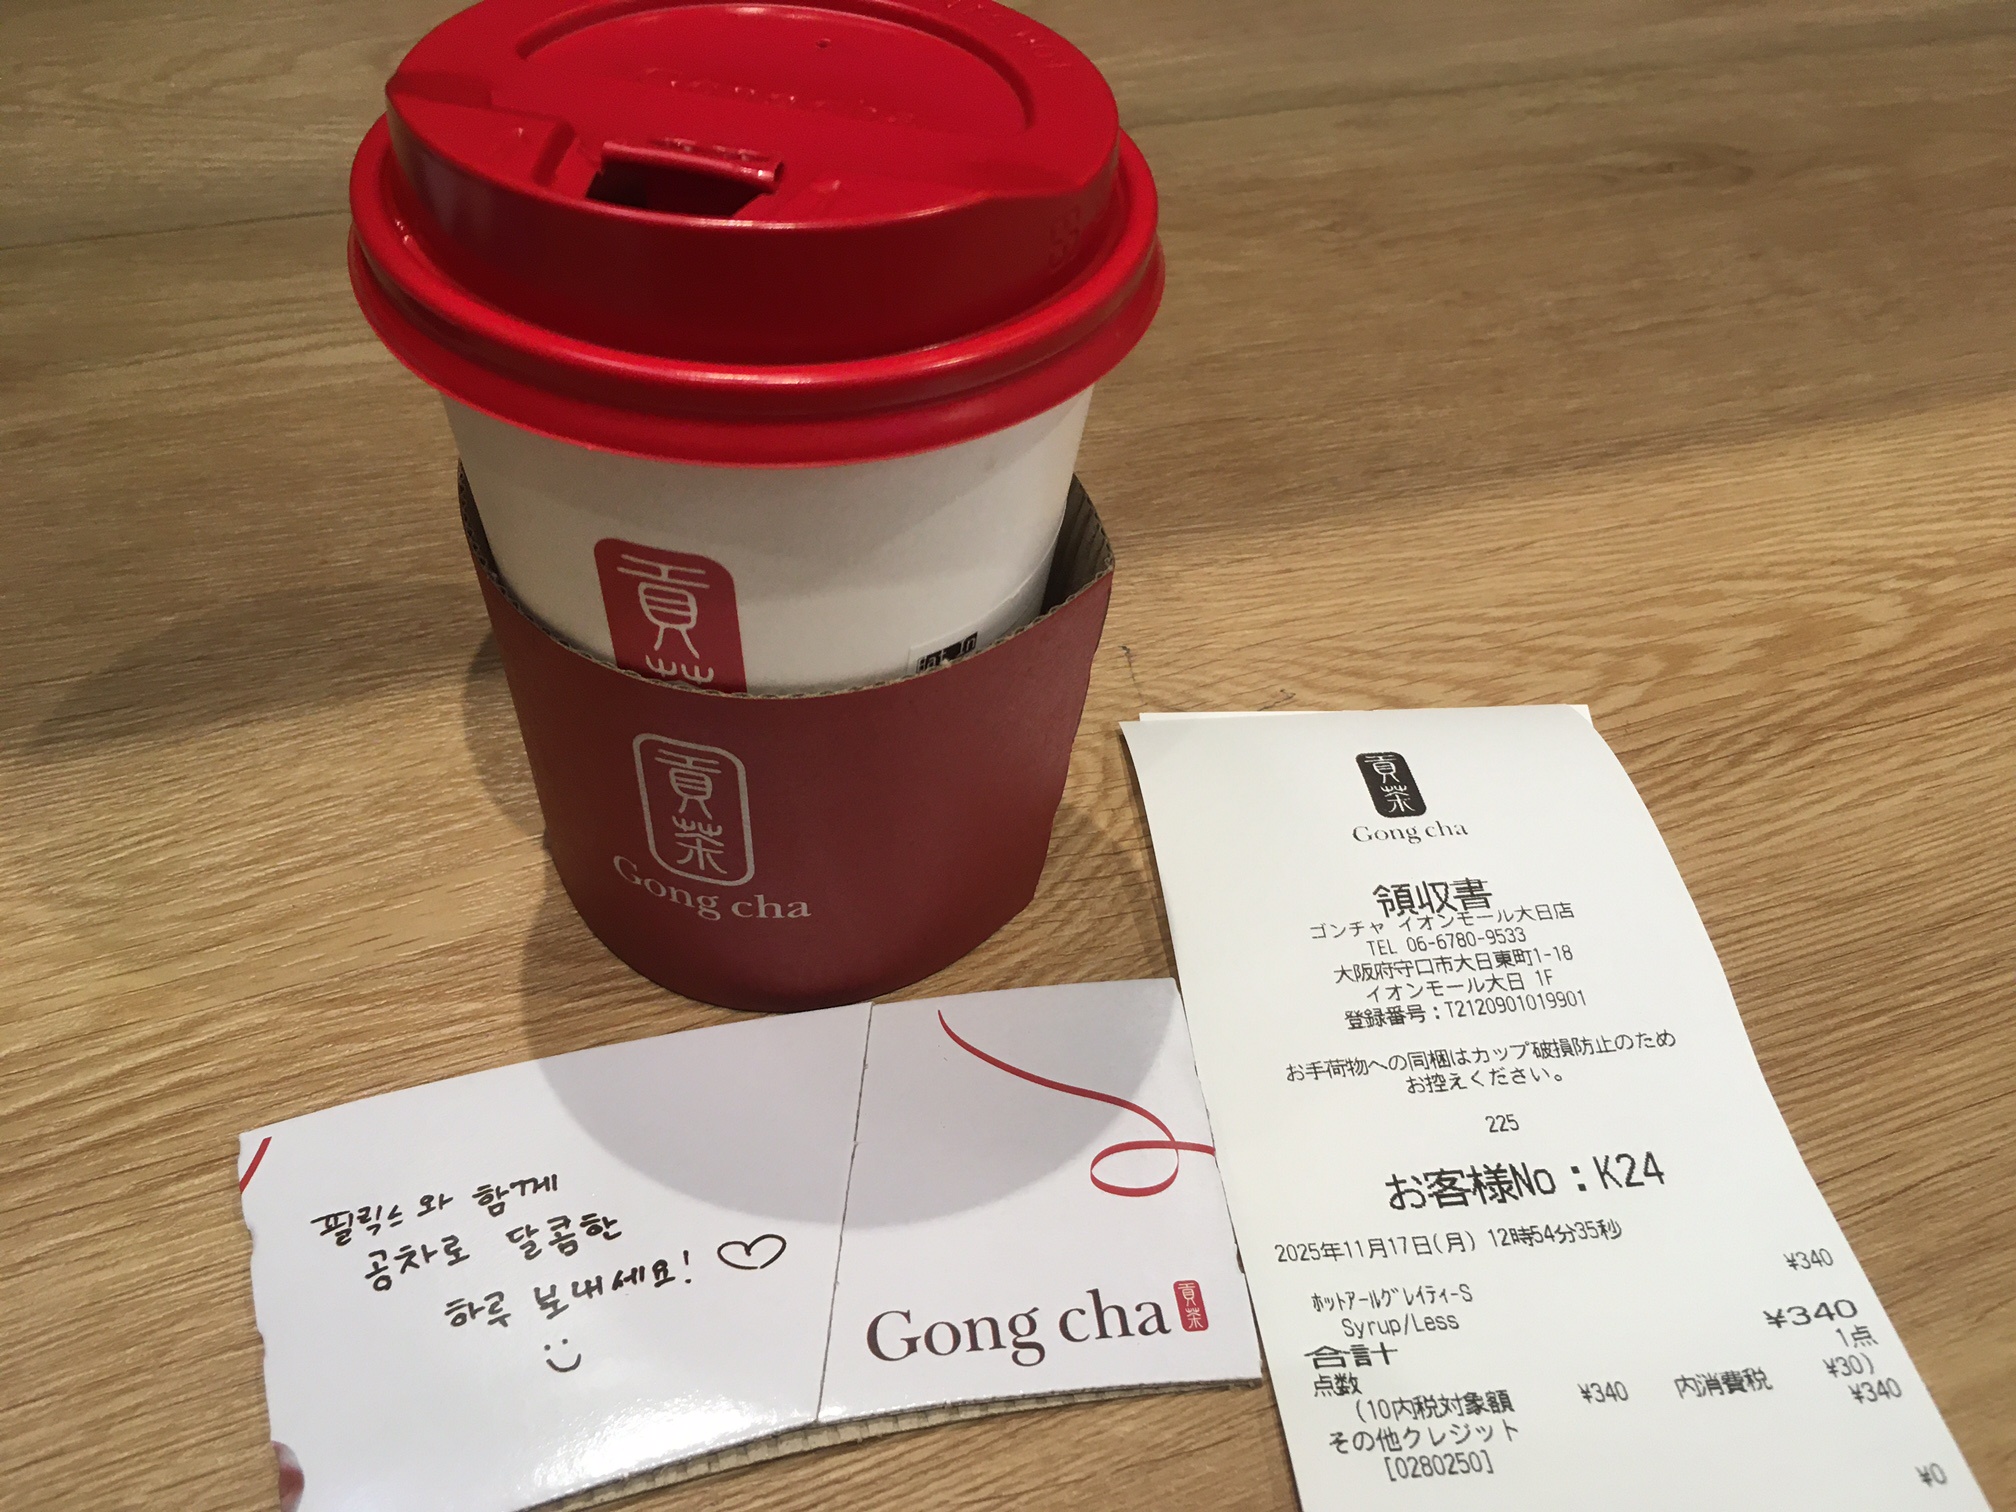 貢茶
Eat In
貢茶
Gong cha
필릭스와 함께
공차로 달콤한
하루 보내세요! ♡
Gong cha 貢茶
貢茶
Gong cha
領収書
ゴンチャ イオンモール大日店
TEL 06-6780-9533
大阪府守口市大日東町1-18
イオンモール大日 1F
登録番号：T2120901019901
お手荷物への同梱はカップ破損防止のため
お控えください。
225
お客様No：K24
2025年11月17日(月) 12時54分35秒
ﾎｯﾄｱｰﾙｸﾞﾚｲﾃｨｰS ¥340
Syrup/Less
合計 ¥340
点数 1点
(10内税対象額 ¥340 内消費税 ¥30)
その他クレジット ¥340
[0280250]
¥0